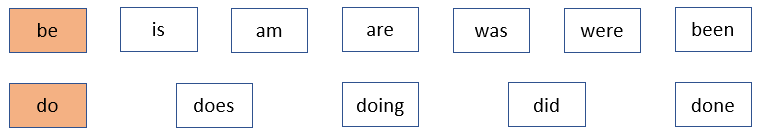 be is am are was were been
do does doing did done